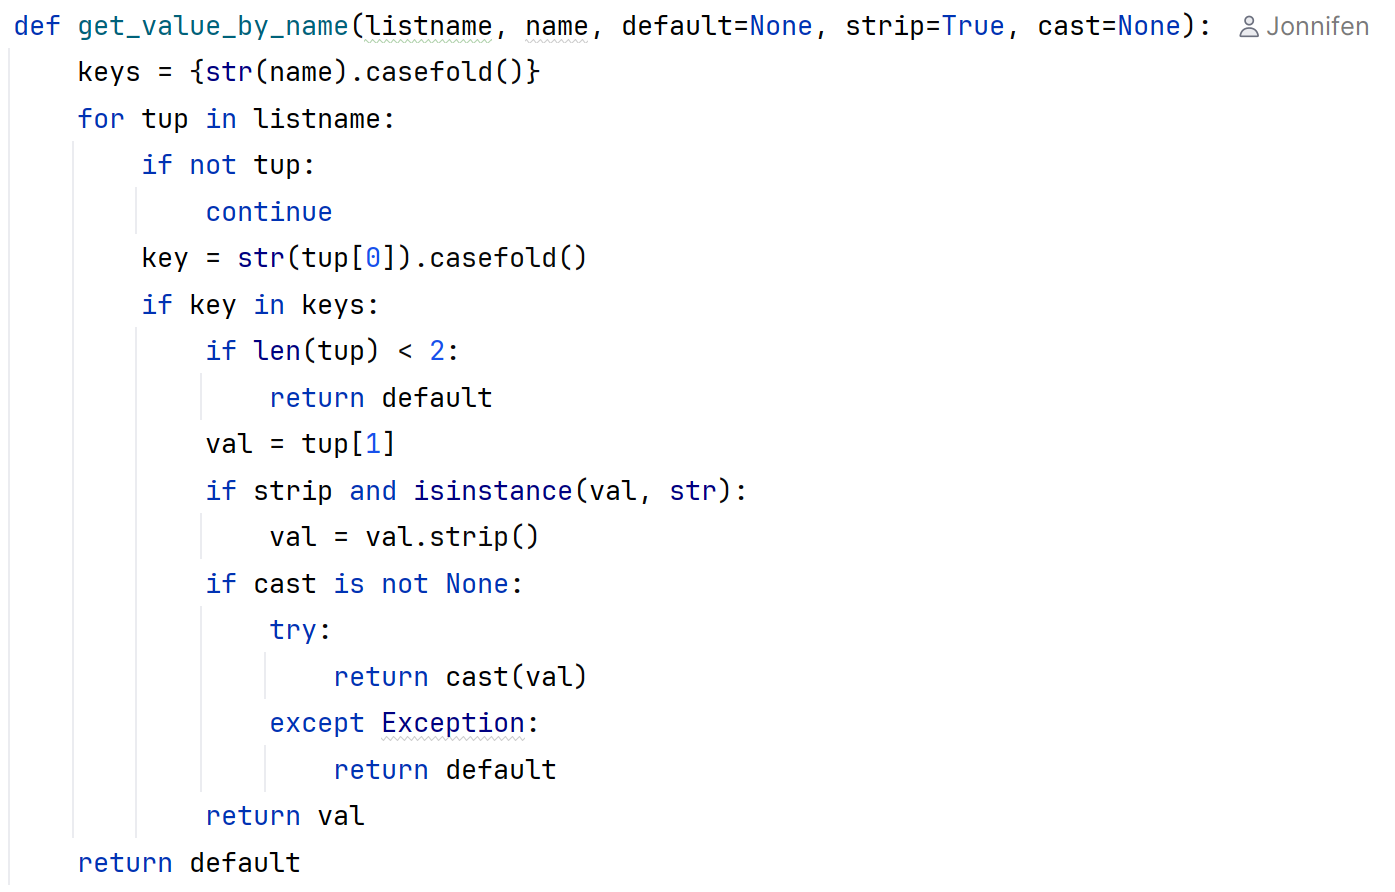 def get_value_by_name(listname, name, default=None, strip=True, cast=None): Jonnifen
    keys = {str(name).casefold()}
    for tup in listname:
        if not tup:
            continue
        key = str(tup[0]).casefold()
        if key in keys:
            if len(tup) < 2:
                return default
            val = tup[1]
            if strip and isinstance(val, str):
                val = val.strip()
            if cast is not None:
                try:
                    return cast(val)
                except Exception:
                    return default
            return val
    return default